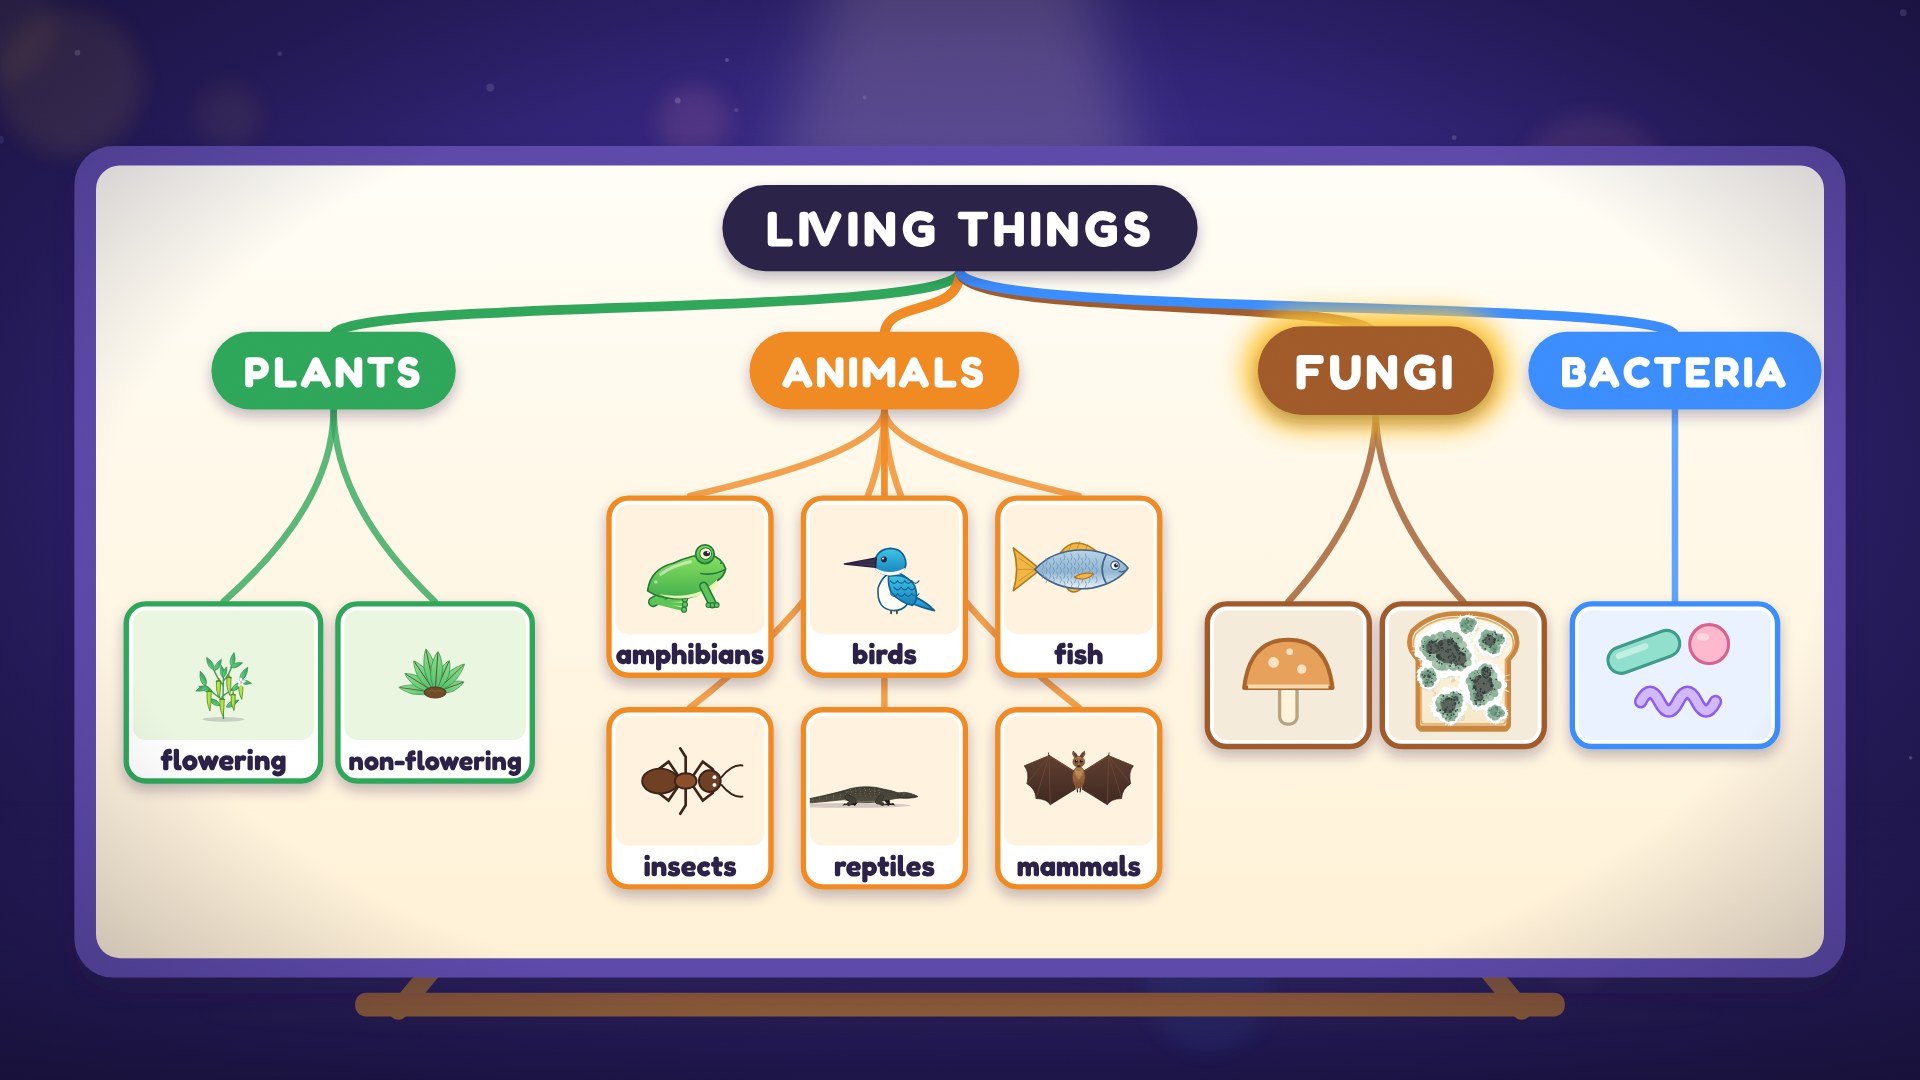 LIVING THINGS
PLANTS
ANIMALS
FUNGI
BACTERIA
amphibians
birds
fish
flowering
non-flowering
insects
reptiles
mammals